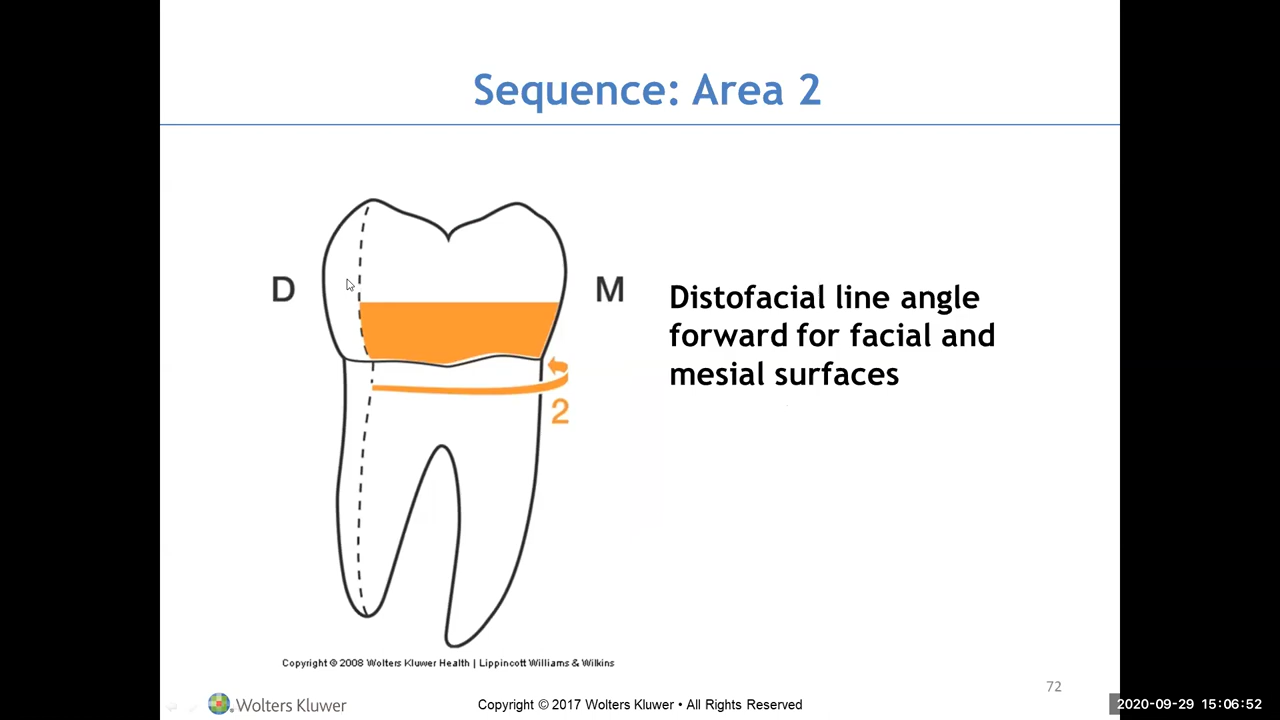 Sequence: Area 2
D
M
Distofacial line angle
forward for facial and
mesial surfaces
2
Copyright © 2008 Wolters Kluwer Health | Lippincott Williams & Wilkins
72
Wolters Kluwer
Copyright © 2017 Wolters Kluwer • All Rights Reserved
2020-09-29 15:06:52